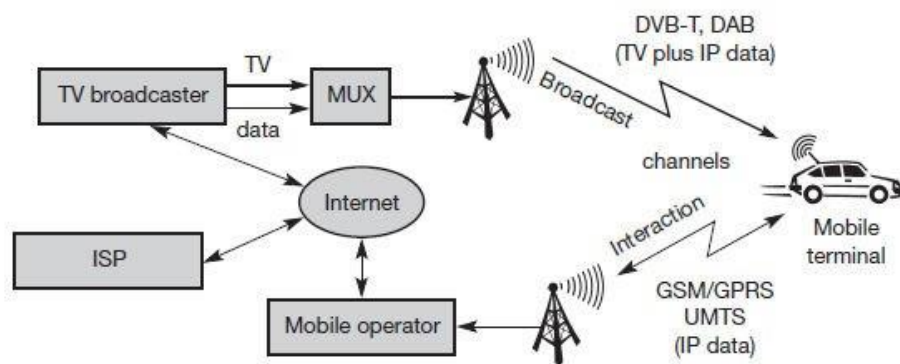 DVB-T, DAB
(TV plus IP data)
TV
TV broadcaster
MUX
data
Broadcast
channels
Internet
Interaction
Mobile
terminal
ISP
GSM/GPRS
UMTS
(IP data)
Mobile operator